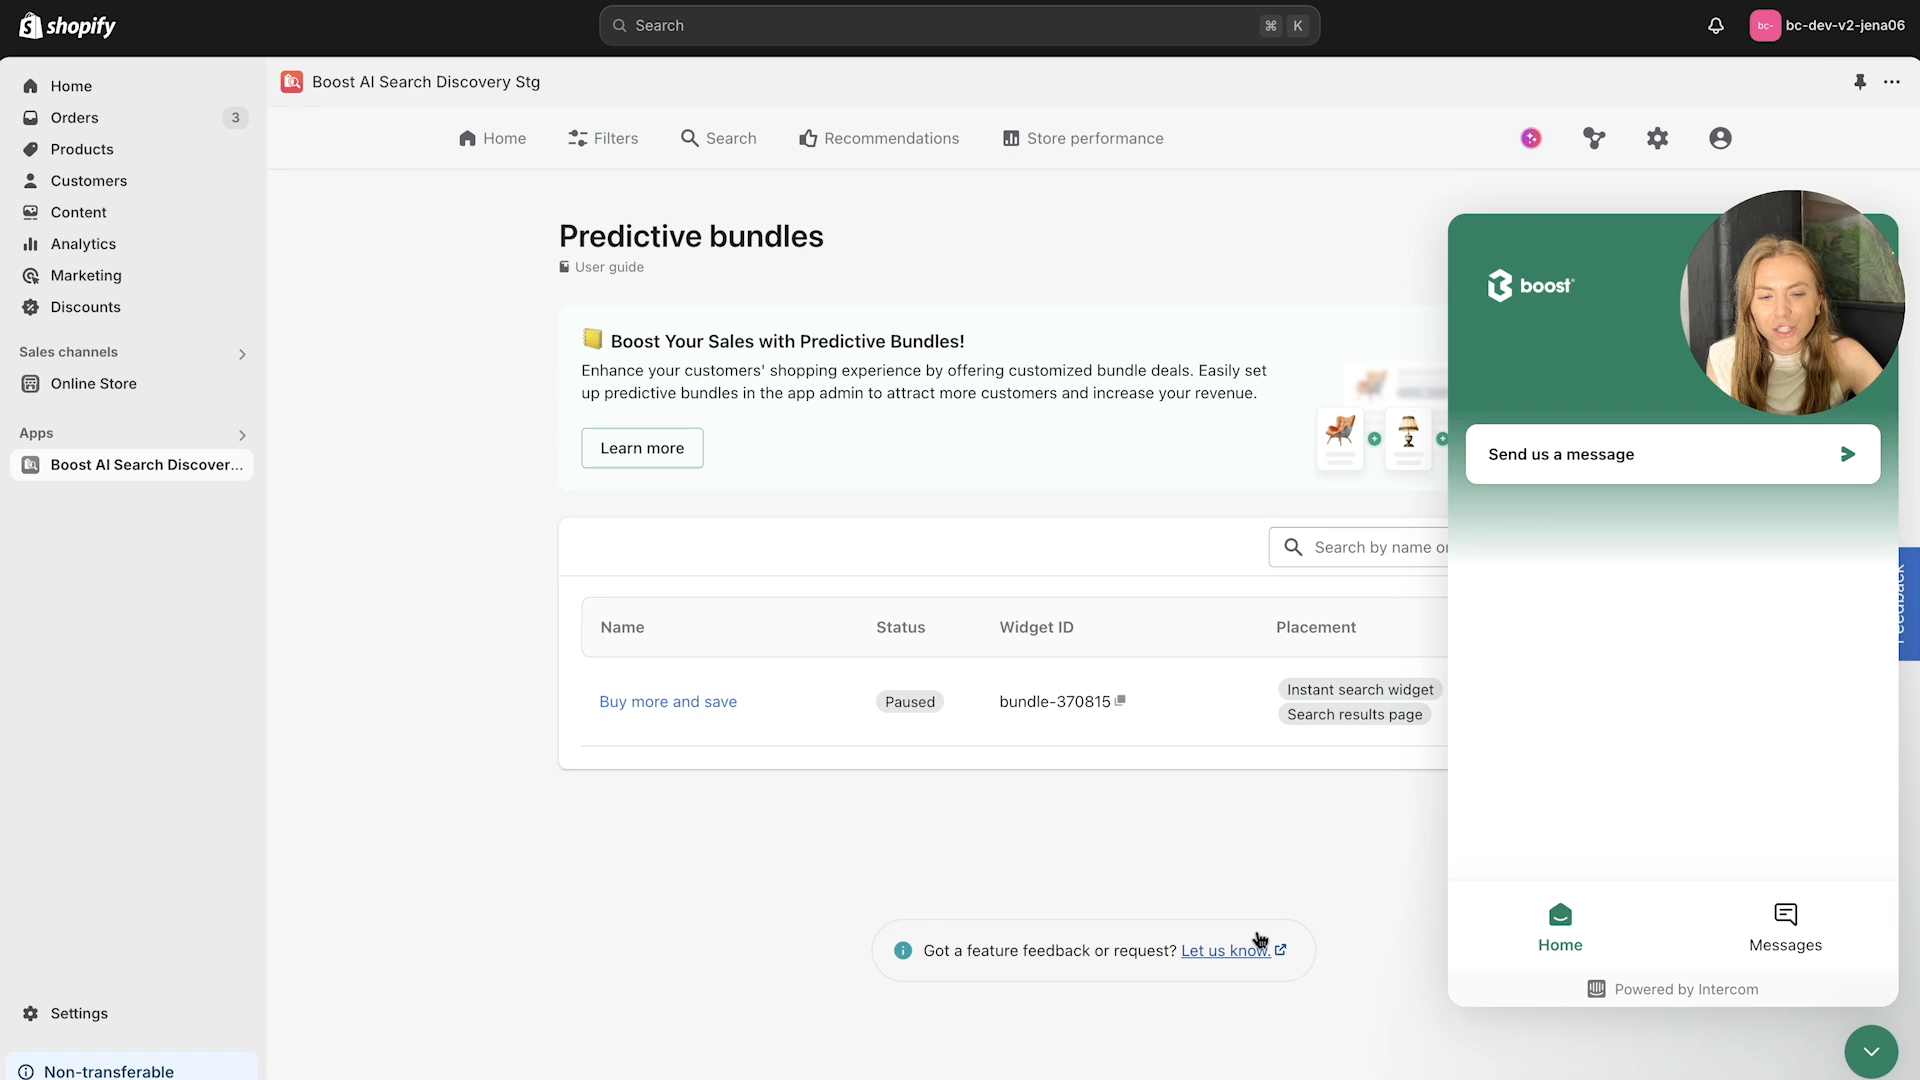 shopify
Search
⌘ K
bc-
bc-dev-v2-jena06
Home
Orders
3
Products
Customers
Content
Analytics
Marketing
Discounts
Sales channels
Online Store
Apps
Boost AI Search Discover...
Settings
Non-transferable
Boost AI Search Discovery Stg
Home
Filters
Search
Recommendations
Store performance
Predictive bundles
User guide
Boost Your Sales with Predictive Bundles!
Enhance your customers' shopping experience by offering customized bundle deals. Easily set
up predictive bundles in the app admin to attract more customers and increase your revenue.
Learn more
Search by name or
Name Status Widget ID Placement
Buy more and save Paused bundle-370815
Instant search widget
Search results page
Got a feature feedback or request? Let us know.
boost
Send us a message
Home
Messages
Powered by Intercom
Feedback